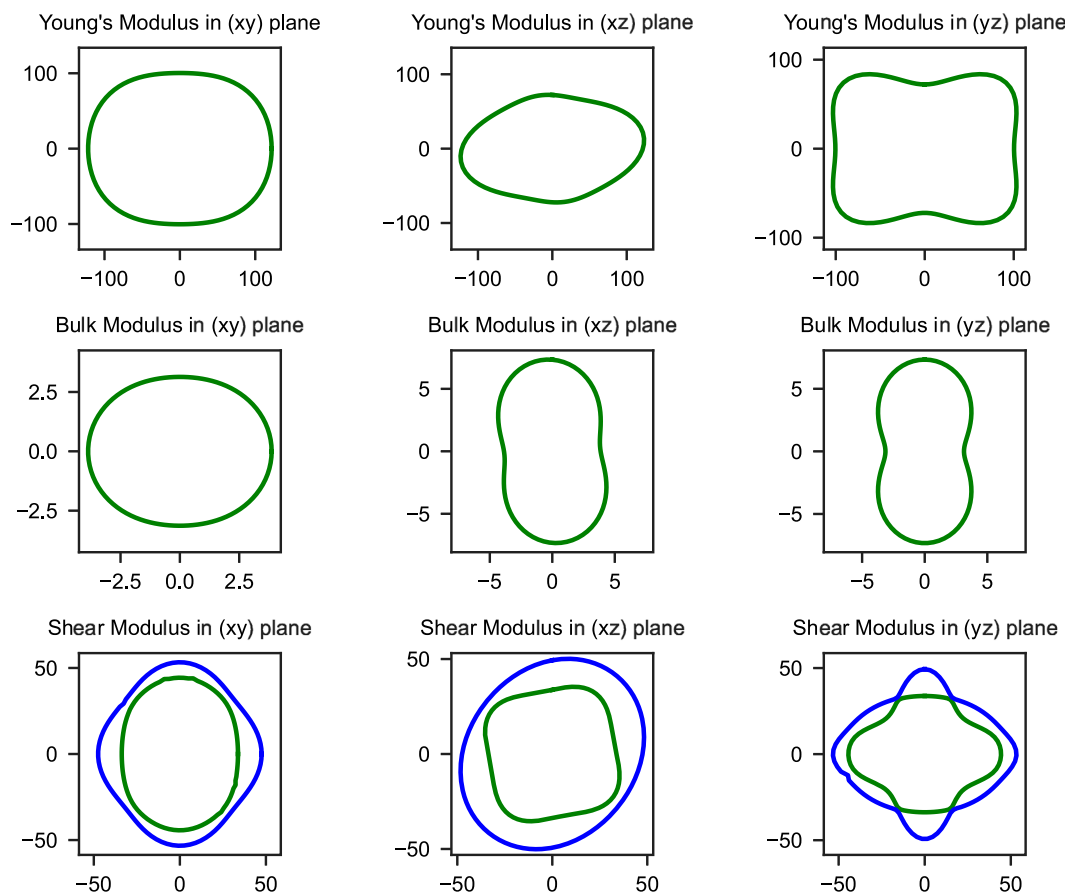 Young's Modulus in (xy) plane
Young's Modulus in (xz) plane
Young's Modulus in (yz) plane
100
0
−100
−100 0 100
100
0
−100
−100 0 100
100
0
−100
−100 0 100
Bulk Modulus in (xy) plane
Bulk Modulus in (xz) plane
Bulk Modulus in (yz) plane
2.5
0.0
−2.5
−2.5 0.0 2.5
5
0
−5
−5 0 5
5
0
−5
−5 0 5
Shear Modulus in (xy) plane
Shear Modulus in (xz) plane
Shear Modulus in (yz) plane
50
0
−50
−50 0 50
50
0
−50
−50 0 50
50
0
−50
−50 0 50